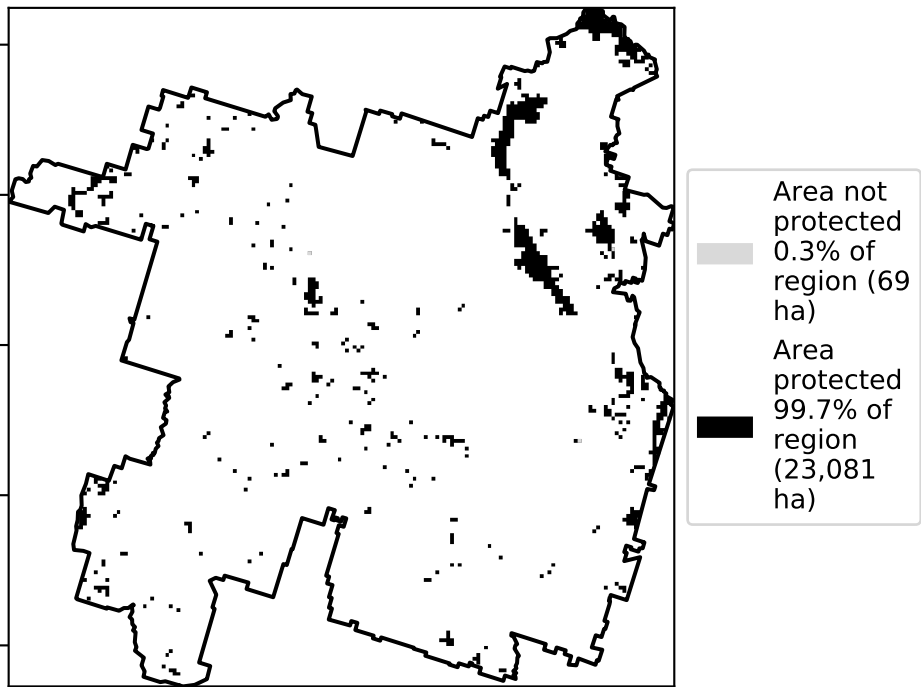 Area not
protected
0.3% of
region (69
ha)
Area
protected
99.7% of
region
(23,081
ha)